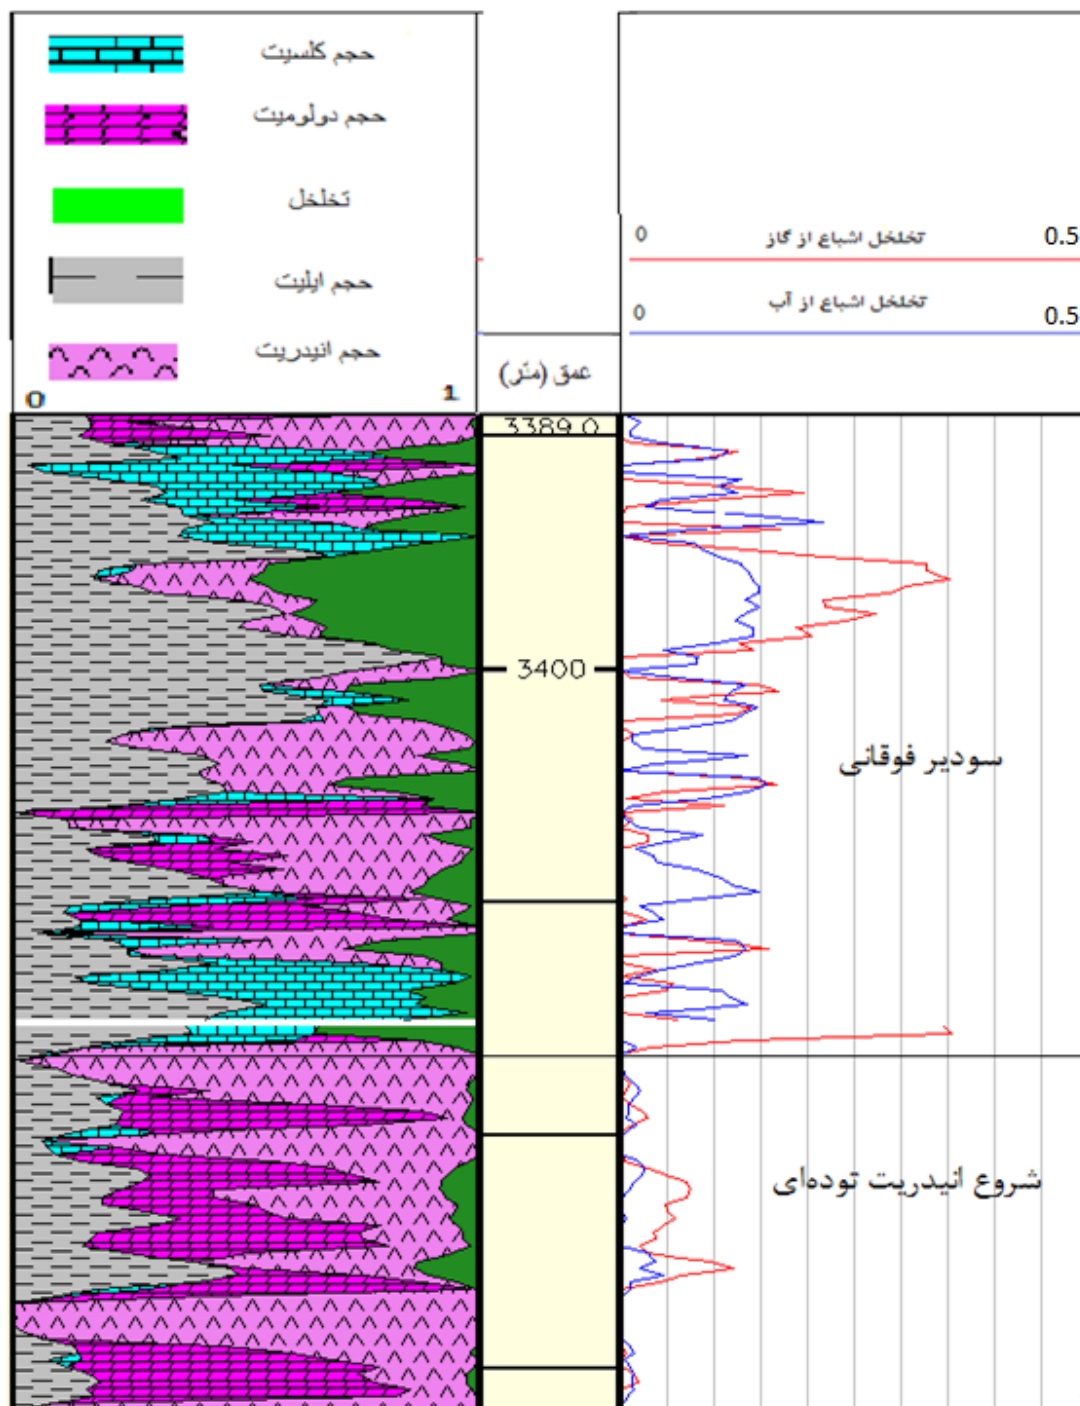 حجم کلسیت
حجم دولومیت
تخلخل
حجم ایلیت
حجم انیدریت
0 1
عمق (متر)
0 تخلخل اشباع از گاز 0.5
0 تخلخل اشباع از آب 0.5
3389.0
3400
سودیر فوقانی
شروع انیدریت توده‌ای